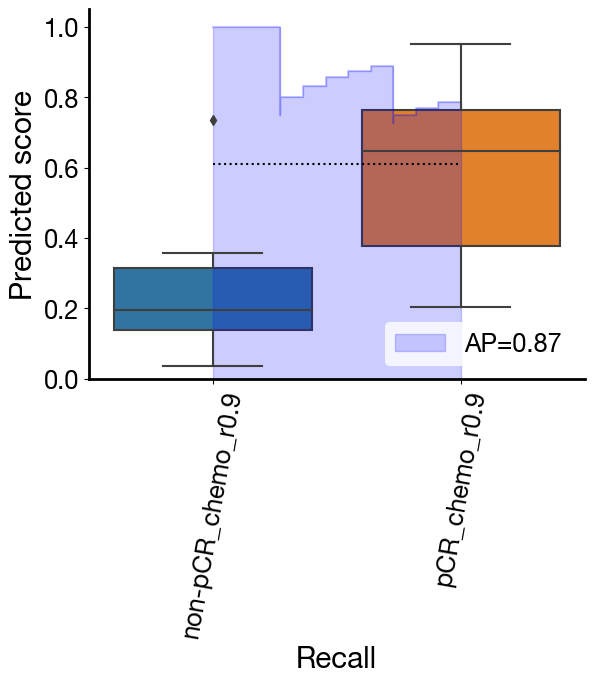 1.0
0.8
0.6
0.4
0.2
0.0
Predicted score
AP=0.87
non-pCR_chemo_r0.9
pCR_chemo_r0.9
Recall